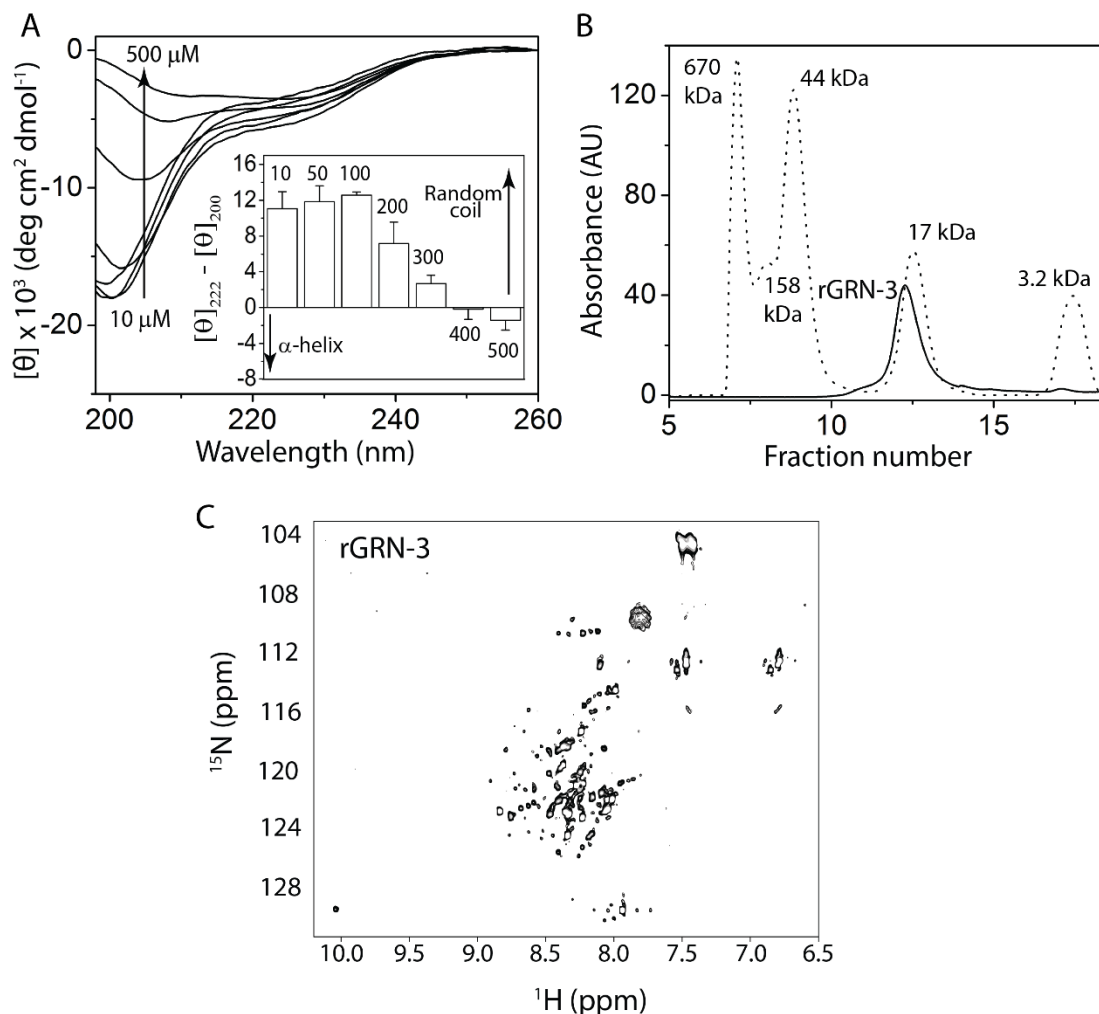 A
[θ] x 10³ (deg cm² dmol⁻¹)
0
-10
-20
500 μM
10 μM
200
220
240
260
Wavelength (nm)
[θ]₂₂₂ - [θ]₂₀₀
16
12
8
4
0
-4
-8
10
50
100
200
300
400
500
Random
coil
α-helix
B
Absorbance (AU)
120
80
40
0
670
kDa
44 kDa
158
kDa
rGRN-3
17 kDa
3.2 kDa
5
10
15
Fraction number
C
rGRN-3
¹⁵N (ppm)
104
108
112
116
120
124
128
10.0
9.5
9.0
8.5
8.0
7.5
7.0
6.5
¹H (ppm)